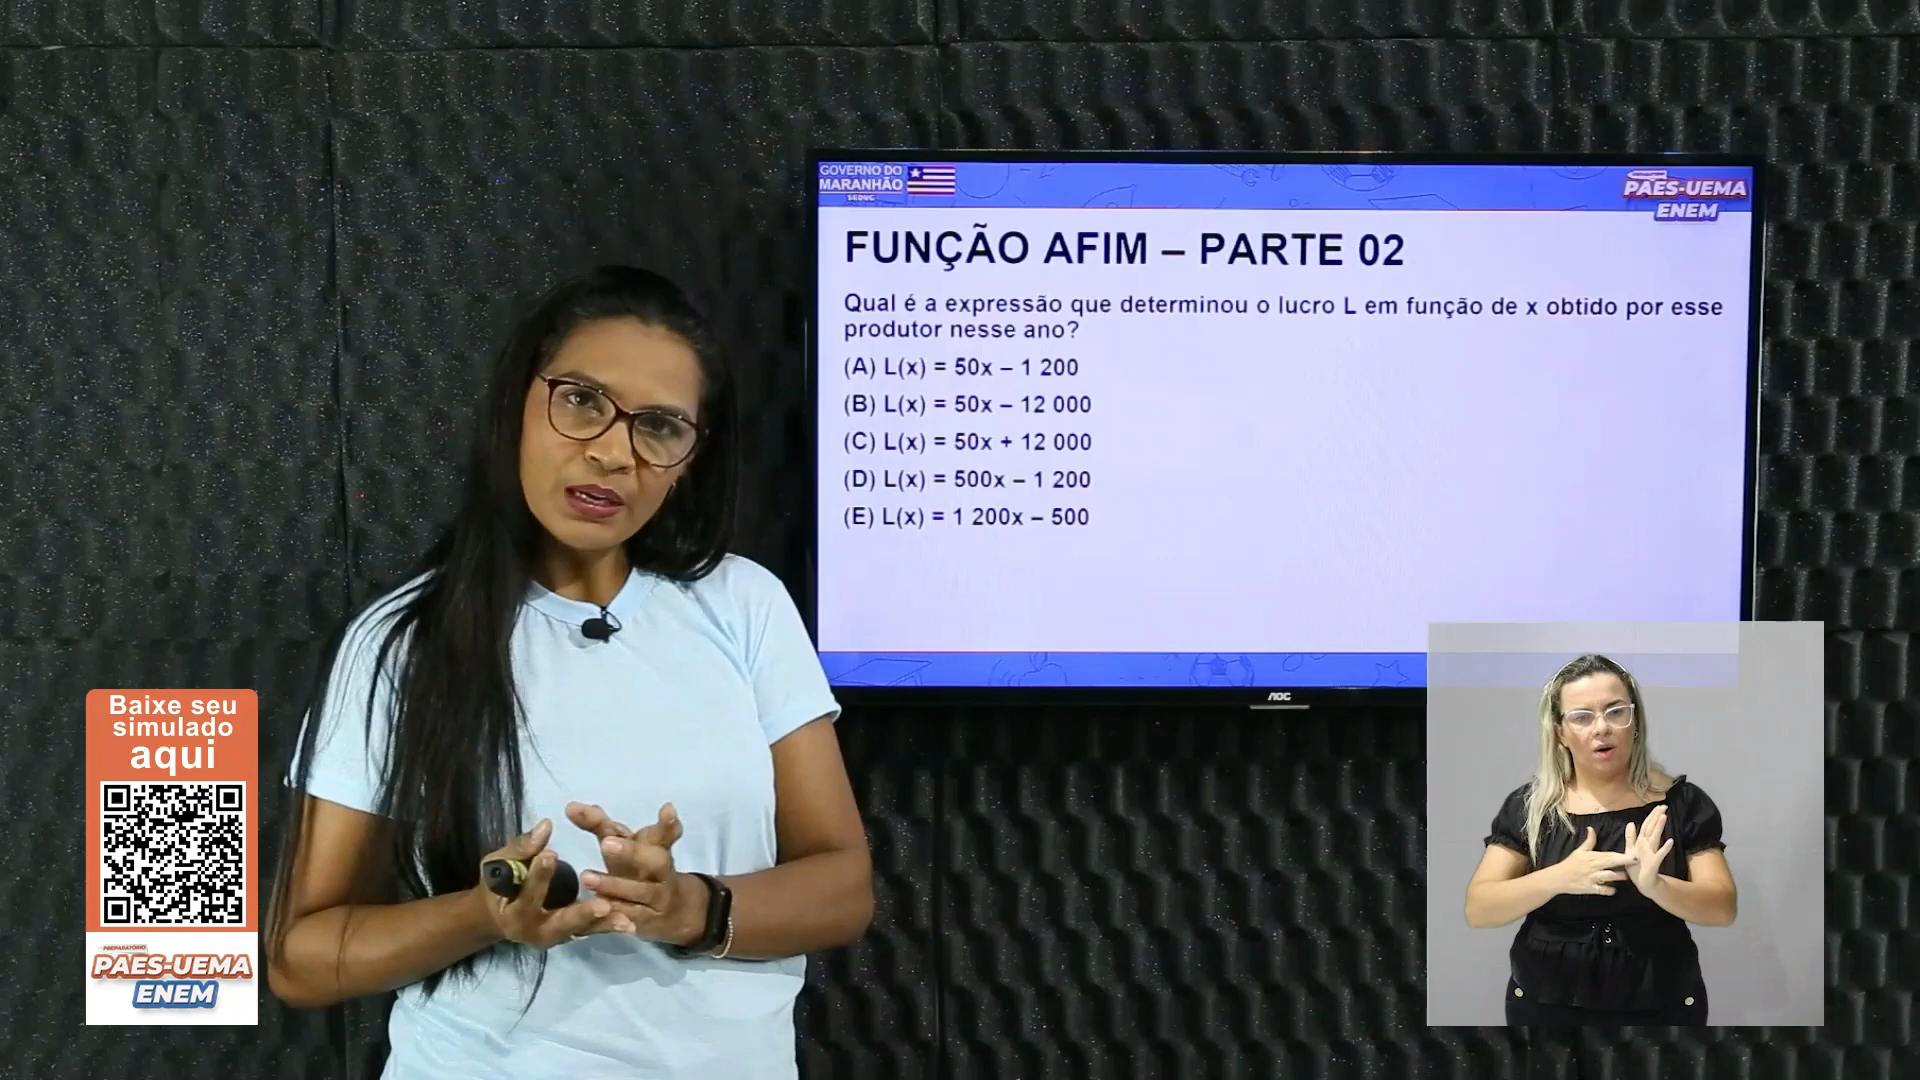 GOVERNO DO
MARANHÃO
SEDUC
PAES-UEMA
ENEM
FUNÇÃO AFIM – PARTE 02
Qual é a expressão que determinou o lucro L em função de x obtido por esse
produtor nesse ano?
(A) L(x) = 50x – 1 200
(B) L(x) = 50x – 12 000
(C) L(x) = 50x + 12 000
(D) L(x) = 500x – 1 200
(E) L(x) = 1 200x – 500
AOC
Baixe seu
simulado
aqui
PREPARATÓRIO
PAES-UEMA
ENEM